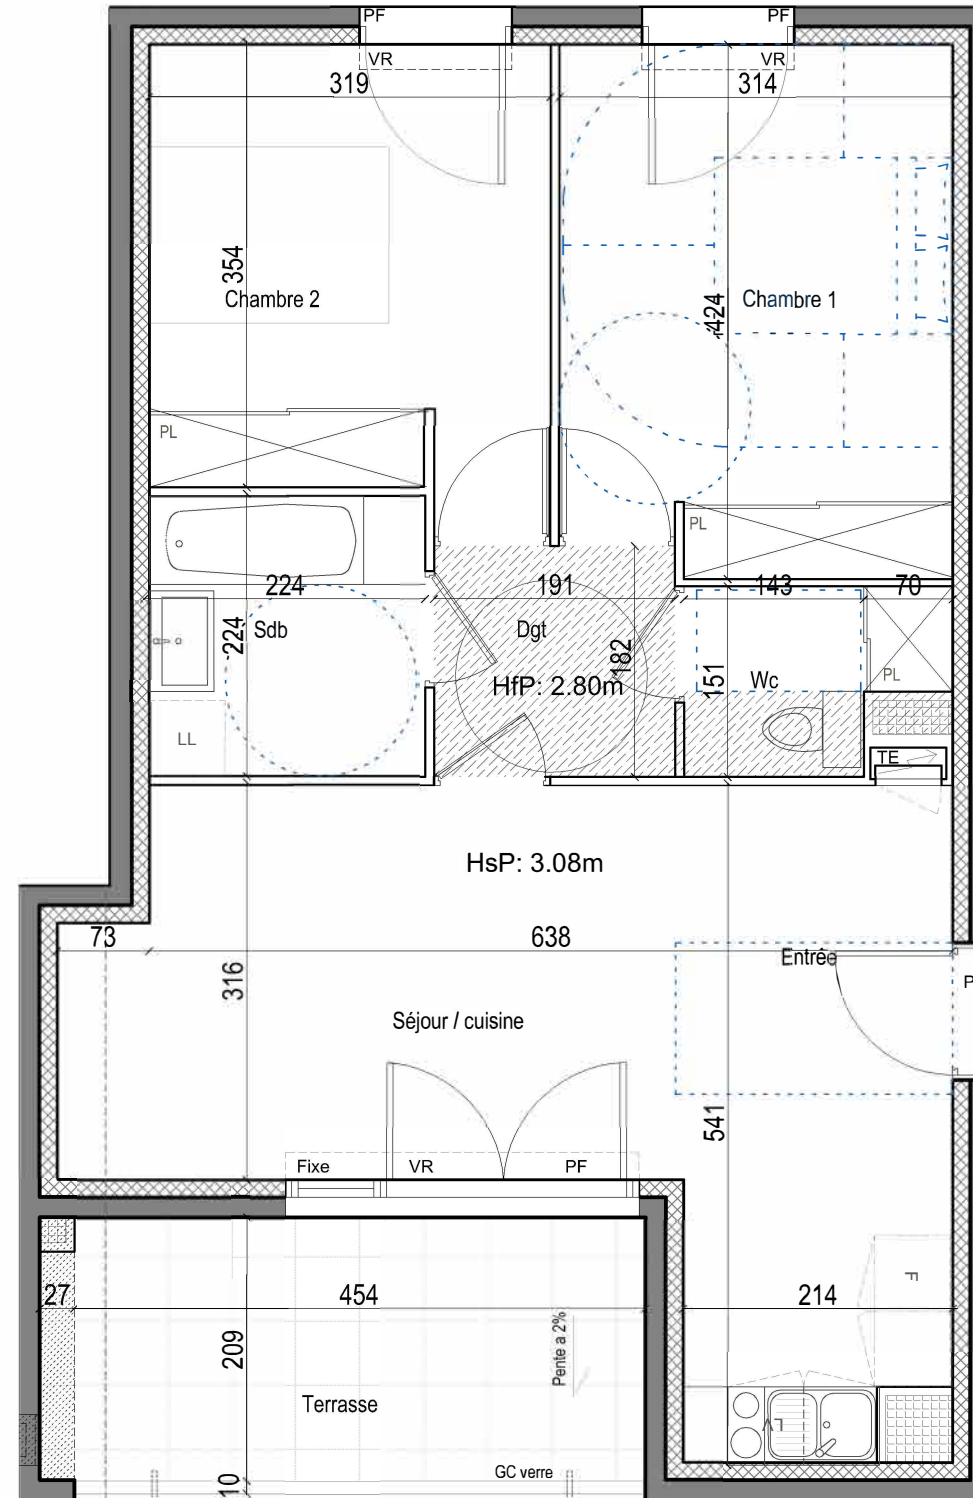 PF
PF
VR
VR
319
314
354
Chambre 2
424
Chambre 1
PL
PL
224
191
143
70
224
Sdb
Dgt
182
151
Wc
PL
HfP: 2.80m
LL
TE
HsP: 3.08m
73
638
Entrée
P
316
Séjour / cuisine
541
Fixe
VR
PF
F
27
454
214
209
Pente a 2%
Terrasse
LV
GC verre
10